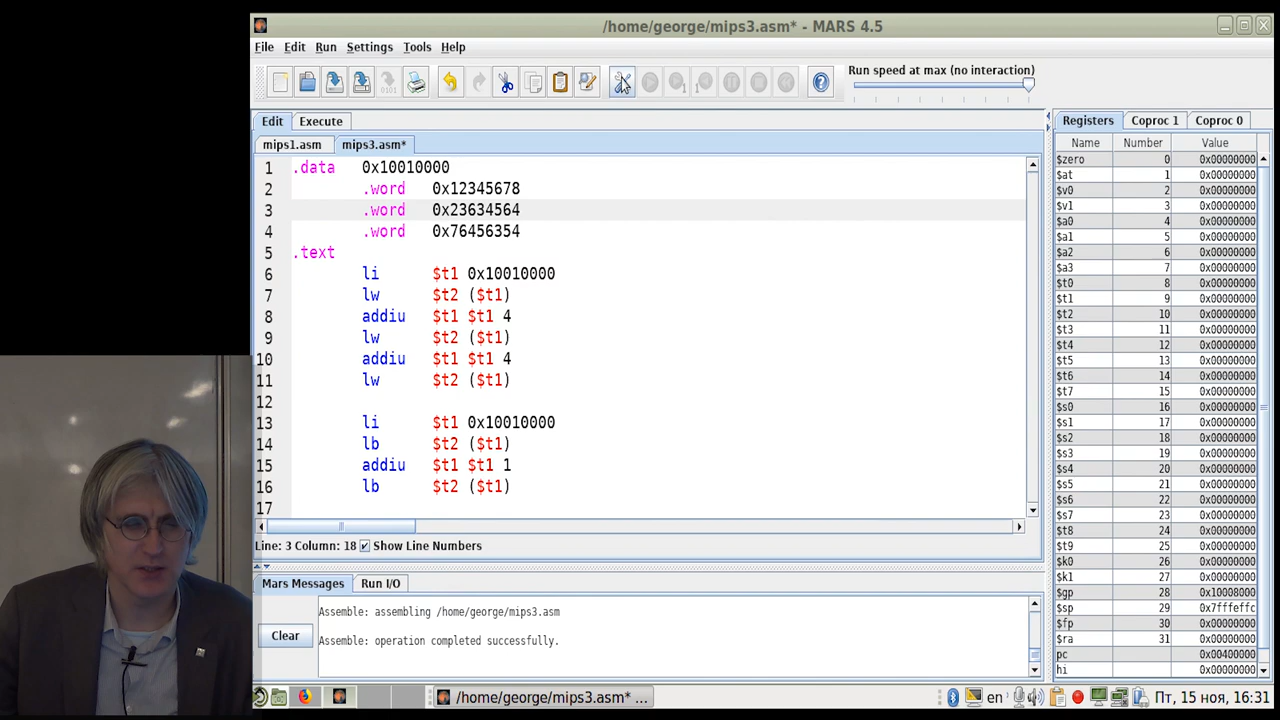 /home/george/mips3.asm* - MARS 4.5
File Edit Run Settings Tools Help
Run speed at max (no interaction)
Edit Execute
mips1.asm mips3.asm*
1 .data 0x10010000
2 .word 0x12345678
3 .word 0x23634564
4 .word 0x76456354
5 .text
6 li $t1 0x10010000
7 lw $t2 ($t1)
8 addiu $t1 $t1 4
9 lw $t2 ($t1)
10 addiu $t1 $t1 4
11 lw $t2 ($t1)
12
13 li $t1 0x10010000
14 lb $t2 ($t1)
15 addiu $t1 $t1 1
16 lb $t2 ($t1)
17
Line: 3 Column: 18 Show Line Numbers
Mars Messages Run I/O
Clear
Assemble: assembling /home/george/mips3.asm
Assemble: operation completed successfully.
Registers Coproc 1 Coproc 0
Name Number Value
$zero 0 0x00000000
$at 1 0x00000000
$v0 2 0x00000000
$v1 3 0x00000000
$a0 4 0x00000000
$a1 5 0x00000000
$a2 6 0x00000000
$a3 7 0x00000000
$t0 8 0x00000000
$t1 9 0x00000000
$t2 10 0x00000000
$t3 11 0x00000000
$t4 12 0x00000000
$t5 13 0x00000000
$t6 14 0x00000000
$t7 15 0x00000000
$s0 16 0x00000000
$s1 17 0x00000000
$s2 18 0x00000000
$s3 19 0x00000000
$s4 20 0x00000000
$s5 21 0x00000000
$s6 22 0x00000000
$s7 23 0x00000000
$t8 24 0x00000000
$t9 25 0x00000000
$k0 26 0x00000000
$k1 27 0x00000000
$gp 28 0x10008000
$sp 29 0x7fffeffc
$fp 30 0x00000000
$ra 31 0x00000000
pc 0x00400000
hi 0x00000000
/home/george/mips3.asm* ...
en
Пт, 15 ноя, 16:31